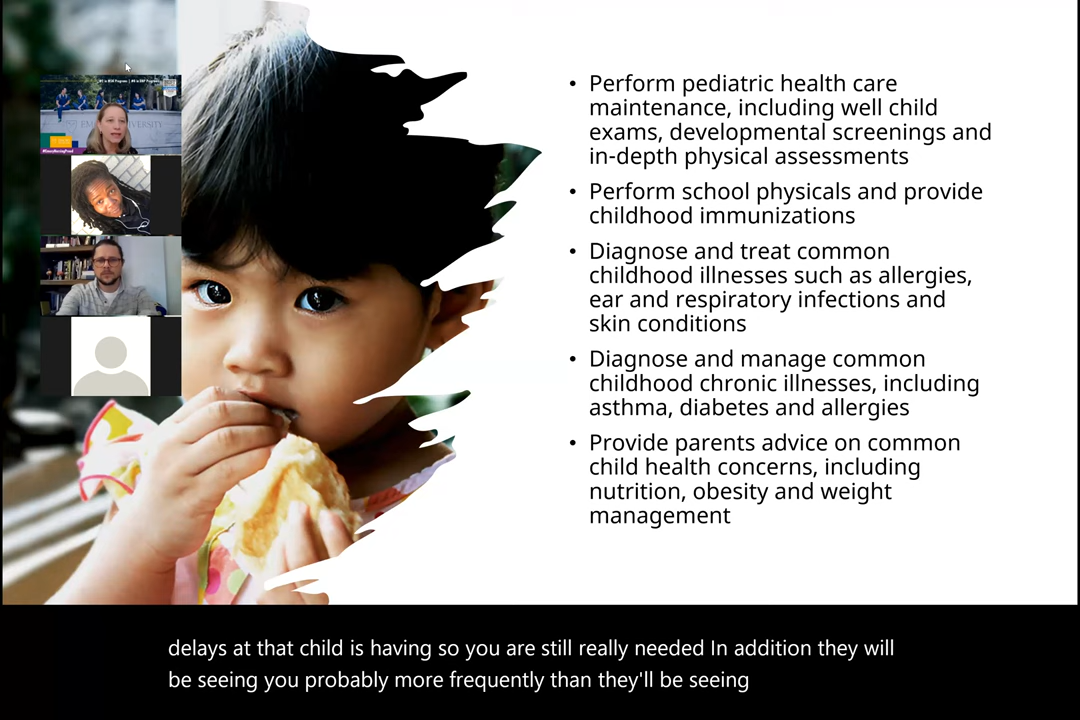 • Perform pediatric health care
maintenance, including well child
exams, developmental screenings and
in-depth physical assessments
• Perform school physicals and provide
childhood immunizations
• Diagnose and treat common
childhood illnesses such as allergies,
ear and respiratory infections and
skin conditions
• Diagnose and manage common
childhood chronic illnesses, including
asthma, diabetes and allergies
• Provide parents advice on common
child health concerns, including
nutrition, obesity and weight
management
delays at that child is having so you are still really needed In addition they will
be seeing you probably more frequently than they'll be seeing